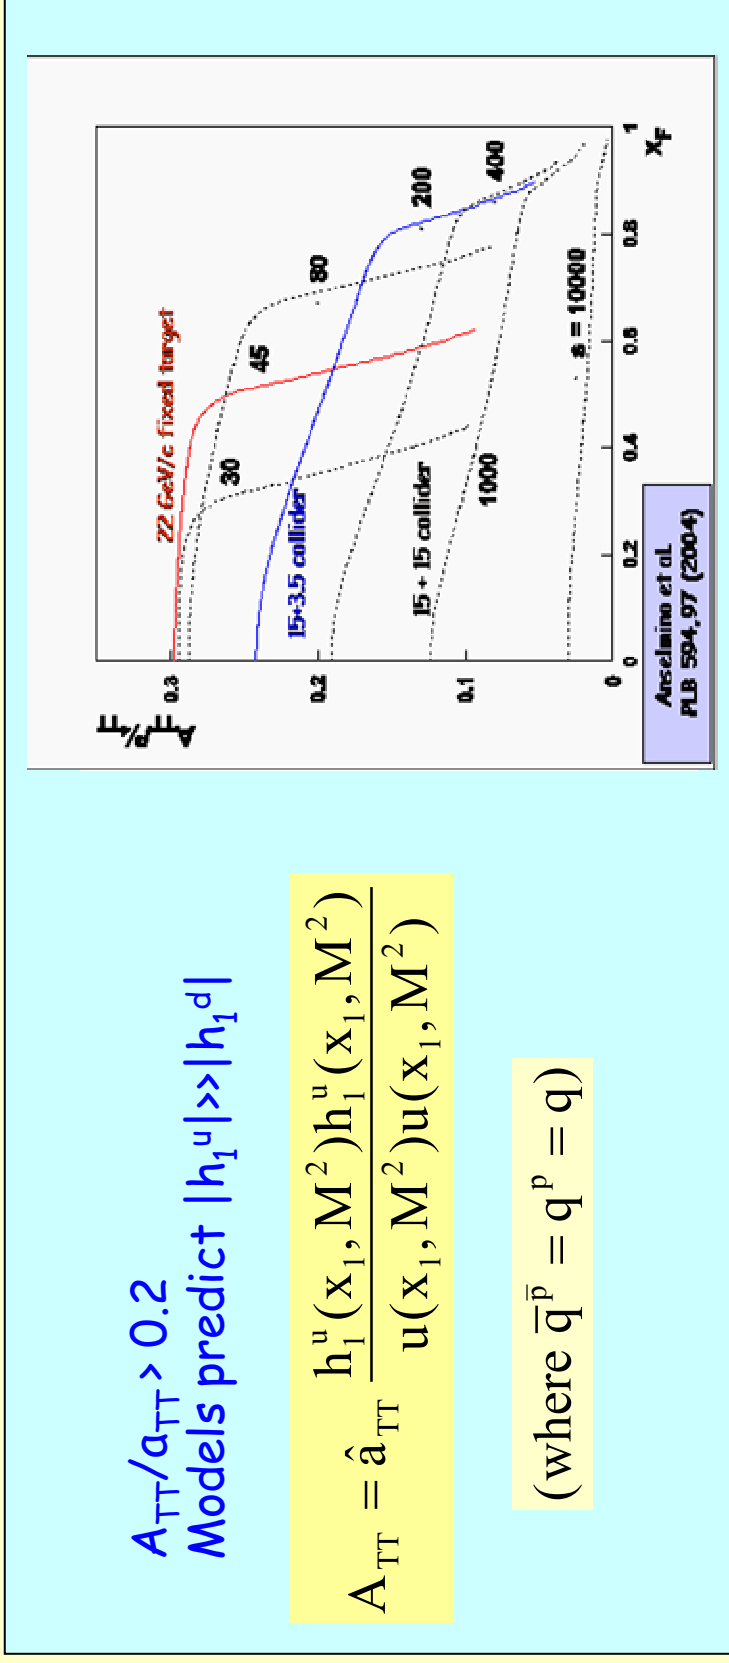 A_TT/a_TT > 0.2
Models predict |h_1^u|>>|h_1^d|
A_TT = â_TT h_1^u(x_1, M^2)h_1^u(x_1, M^2) / u(x_1, M^2)u(x_1, M^2)
(where q̅^p̅ = q^p = q)
A_TT/a_TT
22 GeV/c fixed target
0.3
30
45
80
200
400
15+3.5 collider
0.2
15 + 15 collider
1000
s = 10000
0.1
0
0
0.2
0.4
0.6
0.8
1
x_F
Anselmino et al.
PLB 594,97 (2004)